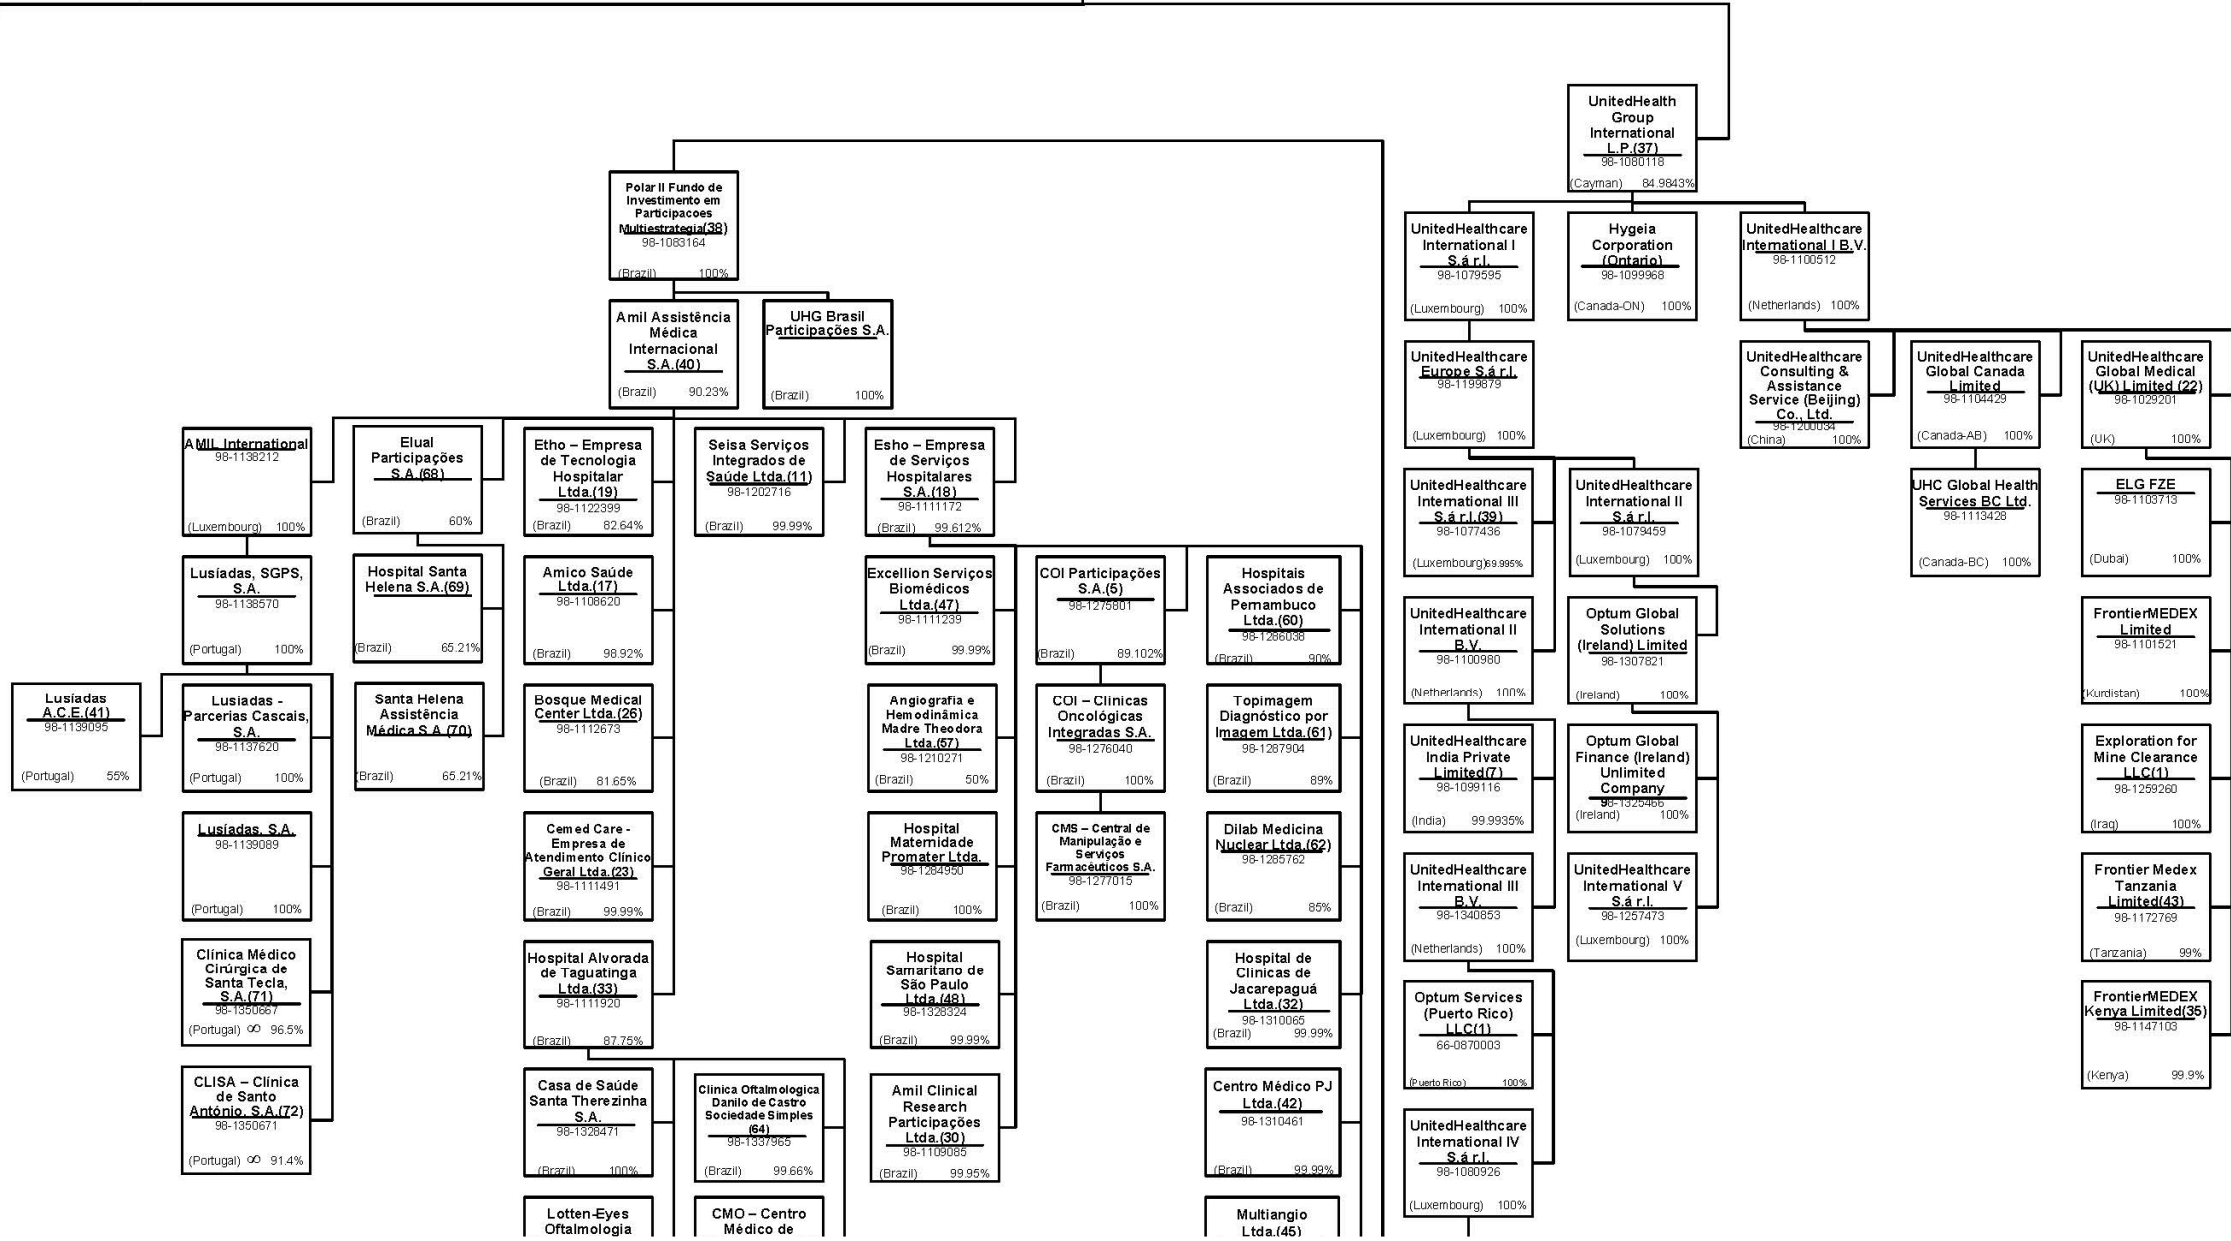 UnitedHealth
Group
International
L.P.(37)
98-1080118
(Cayman) 84.9843%
Polar II Fundo de
Investimento em
Participacoes
Multiestrategia(38)
98-1083164
(Brazil) 100%
UnitedHealthcare
International I
S.á r.l.
98-1079595
(Luxembourg) 100%
Hygeia
Corporation
(Ontario)
98-1099968
(Canada-ON) 100%
UnitedHealthcare
International I B.V.
98-1100512
(Netherlands) 100%
Amil Assistência
Médica
Internacional
S.A.(40)
(Brazil) 90.23%
UHG Brasil
Participações S.A.
(Brazil) 100%
UnitedHealthcare
Europe S.á r.l.
98-1199879
(Luxembourg) 100%
UnitedHealthcare
Consulting &
Assistance
Service (Beijing)
Co., Ltd.
98-1200034
(China) 100%
UnitedHealthcare
Global Canada
Limited
98-1104429
(Canada-AB) 100%
UnitedHealthcare
Global Medical
(UK) Limited (22)
98-1029201
(UK) 100%
AMIL International
98-1138212
(Luxembourg) 100%
Elual
Participações
S.A.(68)
(Brazil) 60%
Etho – Empresa
de Tecnologia
Hospitalar
Ltda.(19)
98-1122399
(Brazil) 82.64%
Seisa Serviços
Integrados de
Saúde Ltda.(11)
98-1202716
(Brazil) 99.99%
Esho – Empresa
de Serviços
Hospitalares
S.A.(18)
98-1111172
(Brazil) 99.612%
UnitedHealthcare
International III
S.á r.l.(39)
98-1077436
(Luxembourg)69.995%
UnitedHealthcare
International II
S.á r.l.
98-1079459
(Luxembourg) 100%
UHC Global Health
Services BC Ltd.
98-1113428
(Canada-BC) 100%
ELG FZE
98-1103713
(Dubai) 100%
Lusíadas, SGPS,
S.A.
98-1138570
(Portugal) 100%
Hospital Santa
Helena S.A.(69)
(Brazil) 65.21%
Amico Saúde
Ltda.(17)
98-1108620
(Brazil) 98.92%
Excellion Serviços
Biomédicos
Ltda.(47)
98-1111239
(Brazil) 99.99%
COI Participações
S.A.(5)
98-1275801
(Brazil) 89.102%
Hospitais
Associados de
Pernambuco
Ltda.(60)
98-1286038
(Brazil) 90%
UnitedHealthcare
International II
B.V.
98-1100980
(Netherlands) 100%
Optum Global
Solutions
(Ireland) Limited
98-1307821
(Ireland) 100%
FrontierMEDEX
Limited
98-1101521
(Kurdistan) 100%
Lusíadas
A.C.E.(41)
98-1139095
(Portugal) 55%
Lusiadas -
Parcerias Cascais,
S.A.
98-1137620
(Portugal) 100%
Santa Helena
Assistência
Médica S.A.(70)
(Brazil) 65.21%
Bosque Medical
Center Ltda.(26)
98-1112673
(Brazil) 81.65%
Angiografia e
Hemodinâmica
Madre Theodora
Ltda.(57)
98-1210271
(Brazil) 50%
COI – Clínicas
Oncológicas
Integradas S.A.
98-1276040
(Brazil) 100%
Topimagem
Diagnóstico por
Imagem Ltda.(61)
98-1287904
(Brazil) 89%
UnitedHealthcare
India Private
Limited(7)
98-1099116
(India) 99.9935%
Optum Global
Finance (Ireland)
Unlimited
Company
98-1325466
(Ireland) 100%
Exploration for
Mine Clearance
LLC(1)
98-1259260
(Iraq) 100%
Lusíadas, S.A.
98-1139089
(Portugal) 100%
Cemed Care -
Empresa de
Atendimento Clínico
Geral Ltda.(23)
98-1111491
(Brazil) 99.99%
Hospital
Maternidade
Promater Ltda.
98-1284950
(Brazil) 100%
CMS – Central de
Manipulação e
Serviços
Farmacêuticos S.A.
98-1277015
(Brazil) 100%
Dilab Medicina
Nuclear Ltda.(62)
98-1285762
(Brazil) 85%
UnitedHealthcare
International III
B.V.
98-1340853
(Netherlands) 100%
UnitedHealthcare
International V
S.á r.l.
98-1257473
(Luxembourg) 100%
Frontier Medex
Tanzania
Limited(43)
98-1172769
(Tanzania) 99%
Clínica Médico
Cirúrgica de
Santa Tecla,
S.A.(71)
98-1350667
(Portugal) ∞ 96.5%
Hospital Alvorada
de Taguatinga
Ltda.(33)
98-1111920
(Brazil) 87.75%
Hospital
Samaritano de
São Paulo
Ltda.(48)
98-1328324
(Brazil) 99.99%
Hospital de
Clínicas de
Jacarepaguá
Ltda.(32)
98-1310065
(Brazil) 99.99%
Optum Services
(Puerto Rico)
LLC(1)
66-0870003
(Puerto Rico) 100%
FrontierMEDEX
Kenya Limited(35)
98-1147103
(Kenya) 99.9%
CLISA – Clínica
de Santo
António, S.A.(72)
98-1350671
(Portugal) ∞ 91.4%
Casa de Saúde
Santa Therezinha
S.A.
98-1328471
(Brazil) 100%
Clinica Oftalmologica
Danilo de Castro
Sociedade Simples
(64)
98-1337965
(Brazil) 99.66%
Amil Clinical
Research
Participações
Ltda.(30)
98-1109085
(Brazil) 99.95%
Centro Médico PJ
Ltda.(42)
98-1310461
(Brazil) 99.99%
UnitedHealthcare
International IV
S.á r.l.
98-1080926
(Luxembourg) 100%
Lotten-Eyes
Oftalmologia
CMO – Centro
Médico de
Multiangio
Ltda.(45)